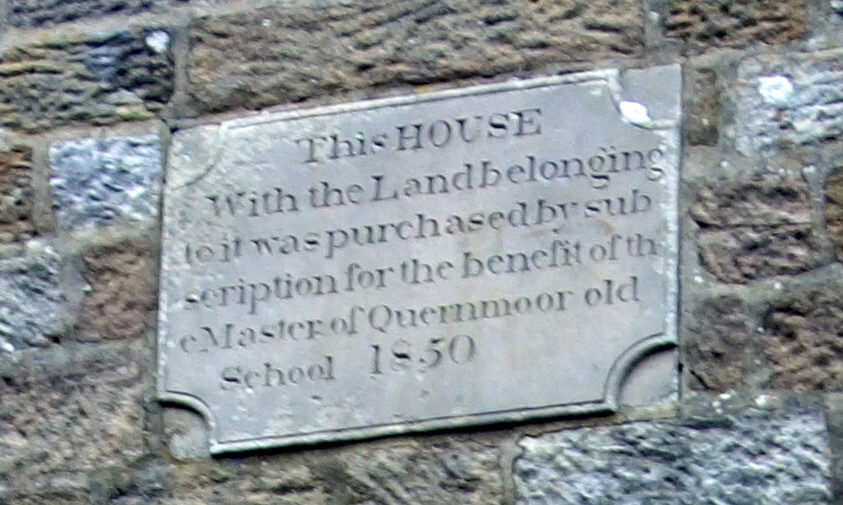 This HOUSE
With the Land belonging
to it was purchased by sub
scription for the benefit of th
e Master of Quernmoor old
School 1850